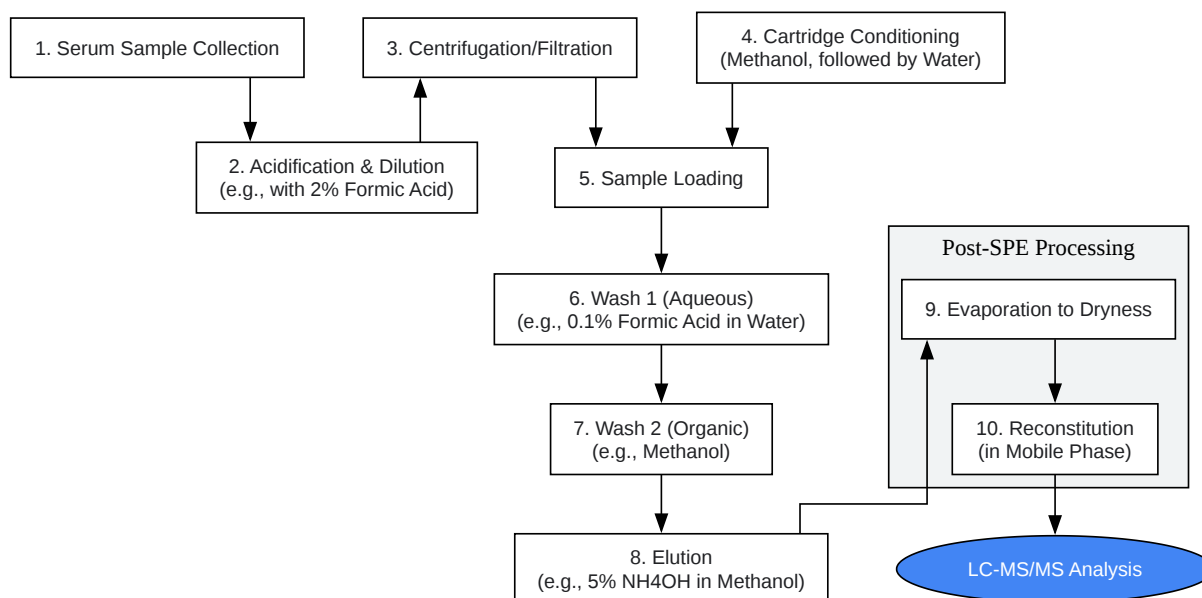 1. Serum Sample Collection
2. Acidification & Dilution
(e.g., with 2% Formic Acid)
3. Centrifugation/Filtration
4. Cartridge Conditioning
(Methanol, followed by Water)
5. Sample Loading
6. Wash 1 (Aqueous)
(e.g., 0.1% Formic Acid in Water)
7. Wash 2 (Organic)
(e.g., Methanol)
8. Elution
(e.g., 5% NH4OH in Methanol)
Post-SPE Processing
9. Evaporation to Dryness
10. Reconstitution
(in Mobile Phase)
LC-MS/MS Analysis